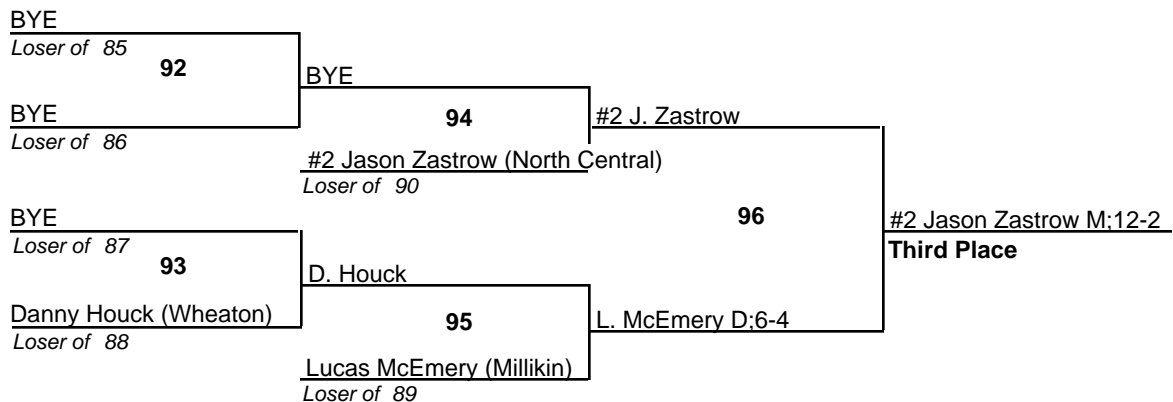 BYE
Loser of 85
92
BYE
BYE
Loser of 86
94
#2 J. Zastrow
#2 Jason Zastrow (North Central)
Loser of 90
BYE
Loser of 87
93
96
#2 Jason Zastrow M;12-2
Third Place
D. Houck
Danny Houck (Wheaton)
Loser of 88
95
L. McEmery D;6-4
Lucas McEmery (Millikin)
Loser of 89